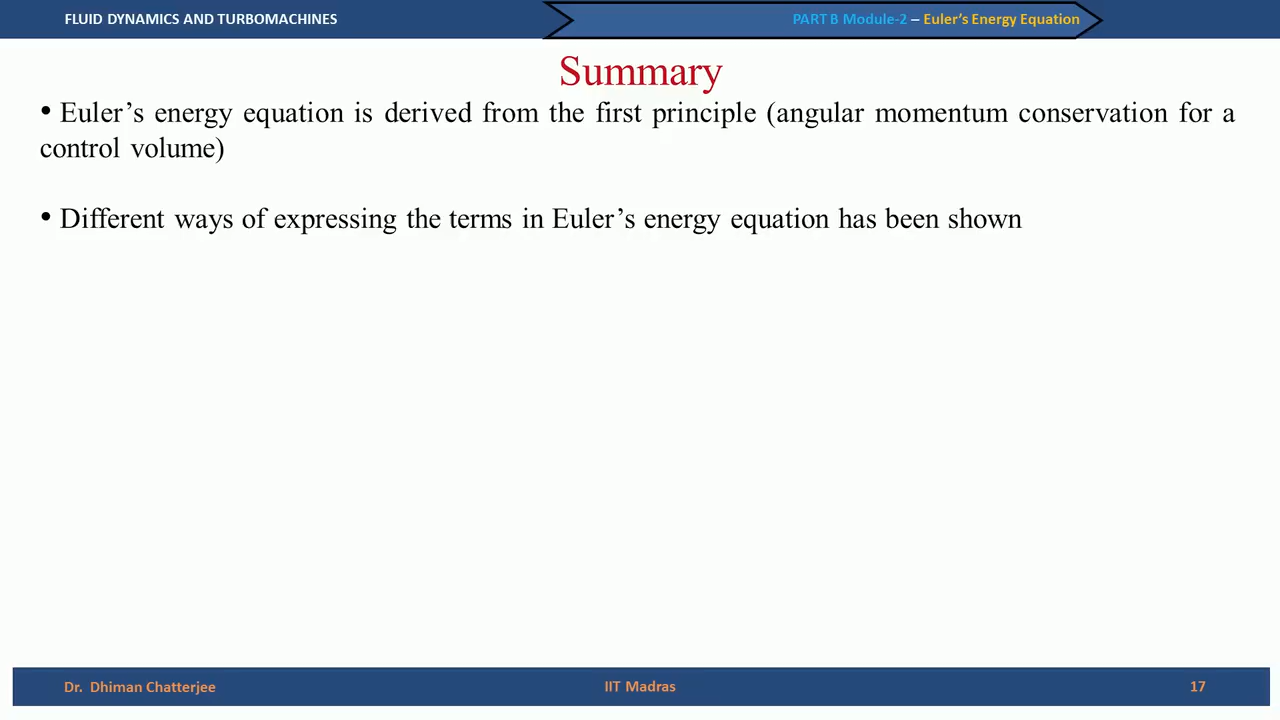 FLUID DYNAMICS AND TURBOMACHINES
PART B Module-2 – Euler's Energy Equation
Summary
• Euler’s energy equation is derived from the first principle (angular momentum conservation for a
control volume)
• Different ways of expressing the terms in Euler’s energy equation has been shown
Dr. Dhiman Chatterjee
IIT Madras
17